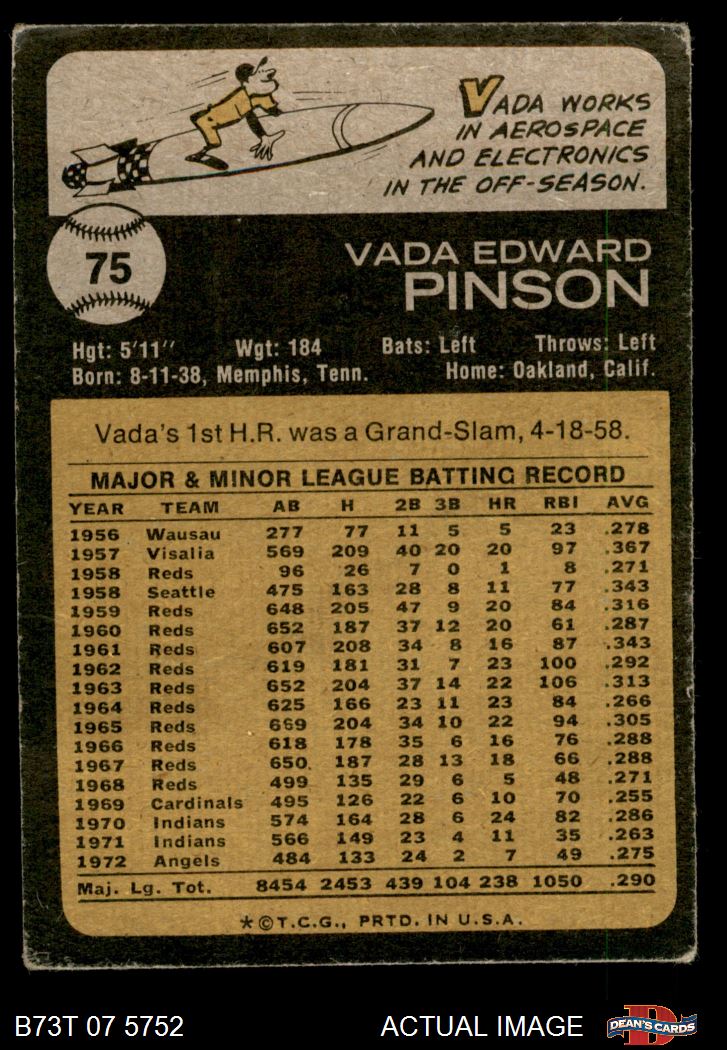 VADA WORKS
IN AEROSPACE
AND ELECTRONICS
IN THE OFF-SEASON.
75
VADA EDWARD
PINSON
Hgt: 5'11" Wgt: 184 Bats: Left Throws: Left
Born: 8-11-38, Memphis, Tenn. Home: Oakland, Calif.
Vada's 1st H.R. was a Grand-Slam, 4-18-58.
MAJOR & MINOR LEAGUE BATTING RECORD
YEAR TEAM AB H 2B 3B HR RBI AVG
1956 Wausau 277 77 11 5 5 23 .278
1957 Visalia 569 209 40 20 20 97 .367
1958 Reds 96 26 7 0 1 8 .271
1958 Seattle 475 163 28 8 11 77 .343
1959 Reds 648 205 47 9 20 84 .316
1960 Reds 652 187 37 12 20 61 .287
1961 Reds 607 208 34 8 16 87 .343
1962 Reds 619 181 31 7 23 100 .292
1963 Reds 652 204 37 14 22 106 .313
1964 Reds 625 166 23 11 23 84 .266
1965 Reds 669 204 34 10 22 94 .305
1966 Reds 618 178 35 6 16 76 .288
1967 Reds 650 187 28 13 18 66 .288
1968 Reds 499 135 29 6 5 48 .271
1969 Cardinals 495 126 22 6 10 70 .255
1970 Indians 574 164 28 6 24 82 .286
1971 Indians 566 149 23 4 11 35 .263
1972 Angels 484 133 24 2 7 49 .275
Maj. Lg. Tot. 8454 2453 439 104 238 1050 .290
*©T.C.G., PRTD. IN U.S.A.
B73T 07 5752 ACTUAL IMAGE DEAN'S CARDS